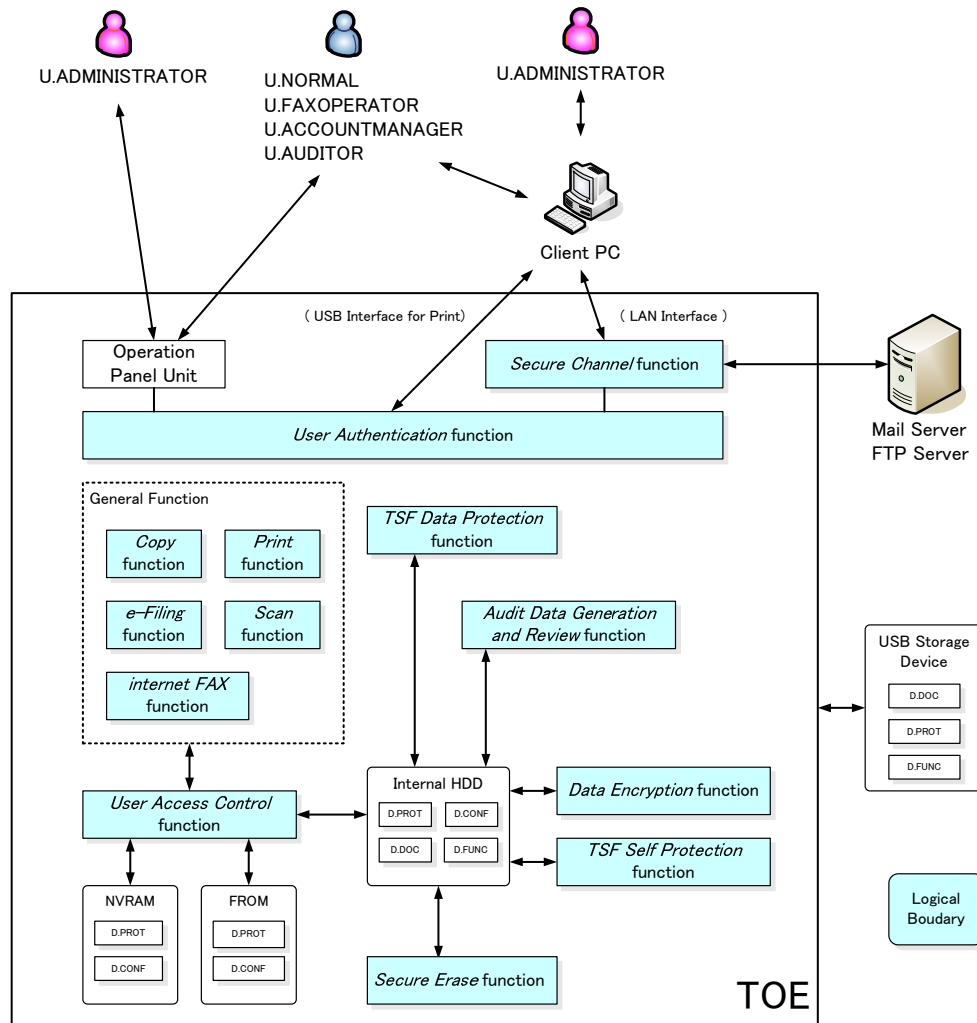 U.ADMINISTRATOR
U.NORMAL
U.FAXOPERATOR
U.ACCOUNTMANAGER
U.AUDITOR
U.ADMINISTRATOR
Client PC
( USB Interface for Print)
( LAN Interface )
Operation
Panel Unit
Secure Channel function
User Authentication function
Mail Server
FTP Server
General Function
Copy
function
Print
function
e-Filing
function
Scan
function
internet FAX
function
TSF Data Protection
function
Audit Data Generation
and Review function
USB Storage
Device
D.DOC
D.PROT
D.FUNC
User Access Control
function
Internal HDD
D.PROT
D.CONF
D.DOC
D.FUNC
Data Encryption function
TSF Self Protection
function
NVRAM
D.PROT
D.CONF
FROM
D.PROT
D.CONF
Secure Erase function
Logical
Boudary
TOE